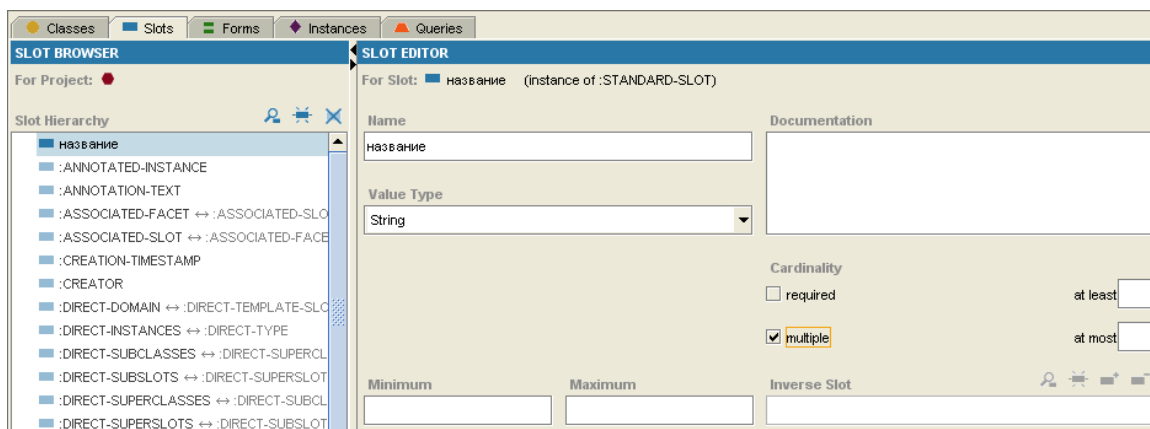 Classes Slots Forms Instances Queries
SLOT BROWSER
For Project:
Slot Hierarchy
название
:ANNOTATED-INSTANCE
:ANNOTATION-TEXT
:ASSOCIATED-FACET ↔ :ASSOCIATED-SLO
:ASSOCIATED-SLOT ↔ :ASSOCIATED-FACE
:CREATION-TIMESTAMP
:CREATOR
:DIRECT-DOMAIN ↔ :DIRECT-TEMPLATE-SLO
:DIRECT-INSTANCES ↔ :DIRECT-TYPE
:DIRECT-SUBCLASSES ↔ :DIRECT-SUPERCL
:DIRECT-SUBSLOTS ↔ :DIRECT-SUPERSLOT
:DIRECT-SUPERCLASSES ↔ :DIRECT-SUBCL
:DIRECT-SUPERSLOTS ↔ :DIRECT-SUBSLOT
SLOT EDITOR
For Slot: название (instance of :STANDARD-SLOT)
Name
название
Value Type
String
Documentation
Cardinality
required at least
multiple at most
Minimum Maximum Inverse Slot